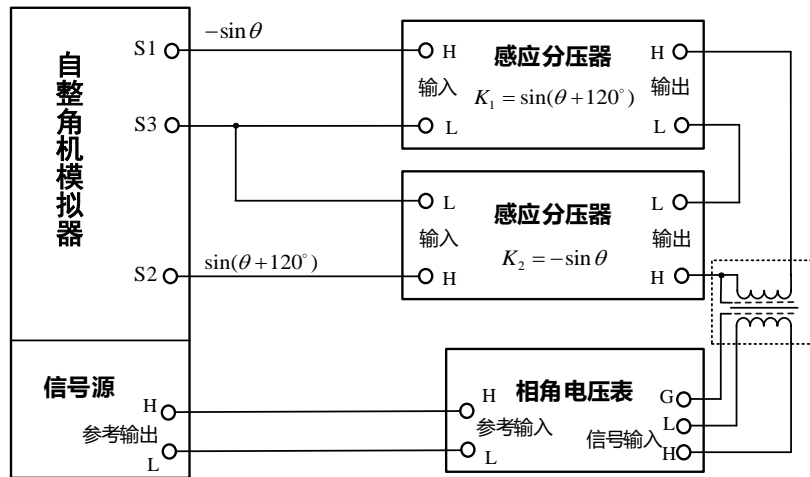 自整角机模拟器
S1
−sinθ
S3
S2
sin(θ+120°)
H
感应分压器
H
输入
K₁ = sin(θ+120°)
输出
L
L
L
感应分压器
L
输入
K₂ = −sinθ
输出
H
H
信号源
H
参考输出
L
相角电压表
H
参考输入
L
G
L
信号输入
H